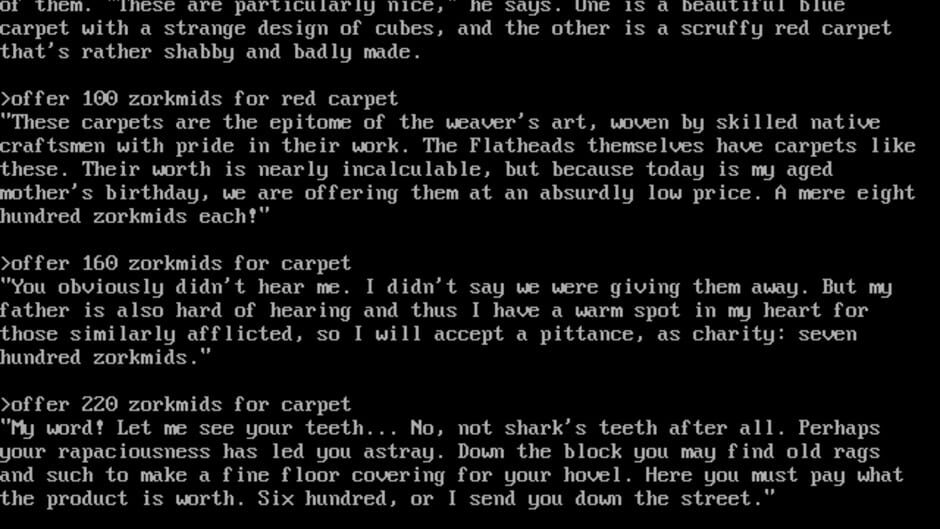 of them. "These are particularly nice," he says. One is a beautiful blue
carpet with a strange design of cubes, and the other is a scruffy red carpet
that's rather shabby and badly made.
>offer 100 zorkmids for red carpet
"These carpets are the epitome of the weaver's art, woven by skilled native
craftsmen with pride in their work. The Flatheads themselves have carpets like
these. Their worth is nearly incalculable, but because today is my aged
mother's birthday, we are offering them at an absurdly low price. A mere eight
hundred zorkmids each!"
>offer 160 zorkmids for carpet
"You obviously didn't hear me. I didn't say we were giving them away. But my
father is also hard of hearing and thus I have a warm spot in my heart for
those similarly afflicted, so I will accept a pittance, as charity: seven
hundred zorkmids."
>offer 220 zorkmids for carpet
"My word! Let me see your teeth... No, not shark's teeth after all. Perhaps
your rapaciousness has led you astray. Down the block you may find old rags
and such to make a fine floor covering for your hovel. Here you must pay what
the product is worth. Six hundred, or I send you down the street."